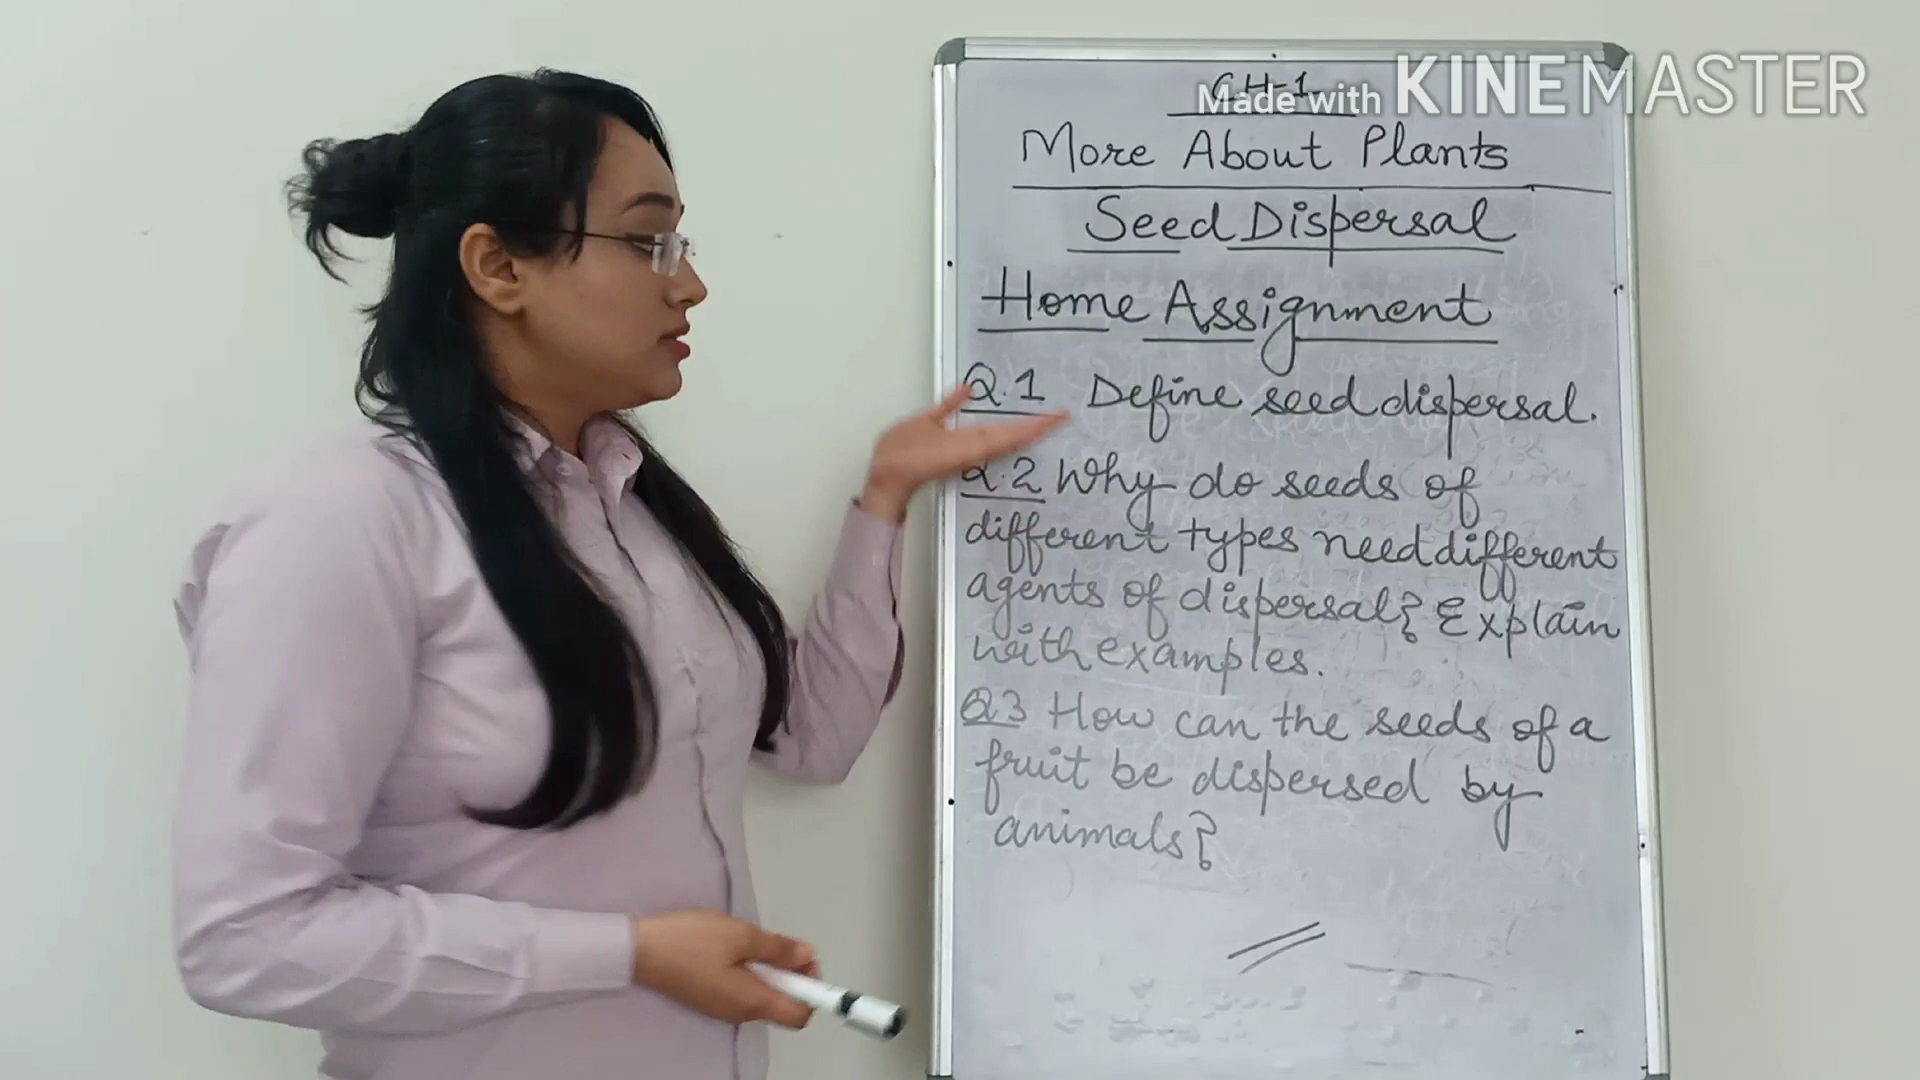 CH-1
Made with KINEMASTER
More About Plants
Seed Dispersal
Home Assignment
Q.1 Define seed dispersal.
Q.2 Why do seeds of
different types need different
agents of dispersal? Explain
with examples.
Q3 How can the seeds of a
fruit be dispersed by
animals?